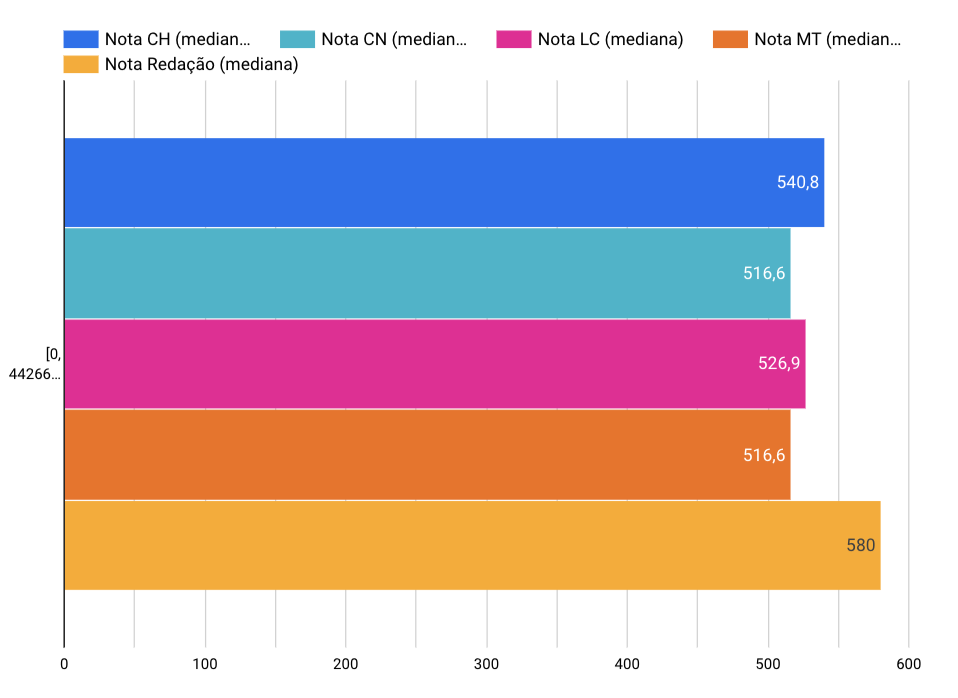 Nota CH (median… Nota CN (median… Nota LC (mediana) Nota MT (median…
Nota Redação (mediana)
540,8
516,6
526,9
[0,
44266…
516,6
580
0 100 200 300 400 500 600